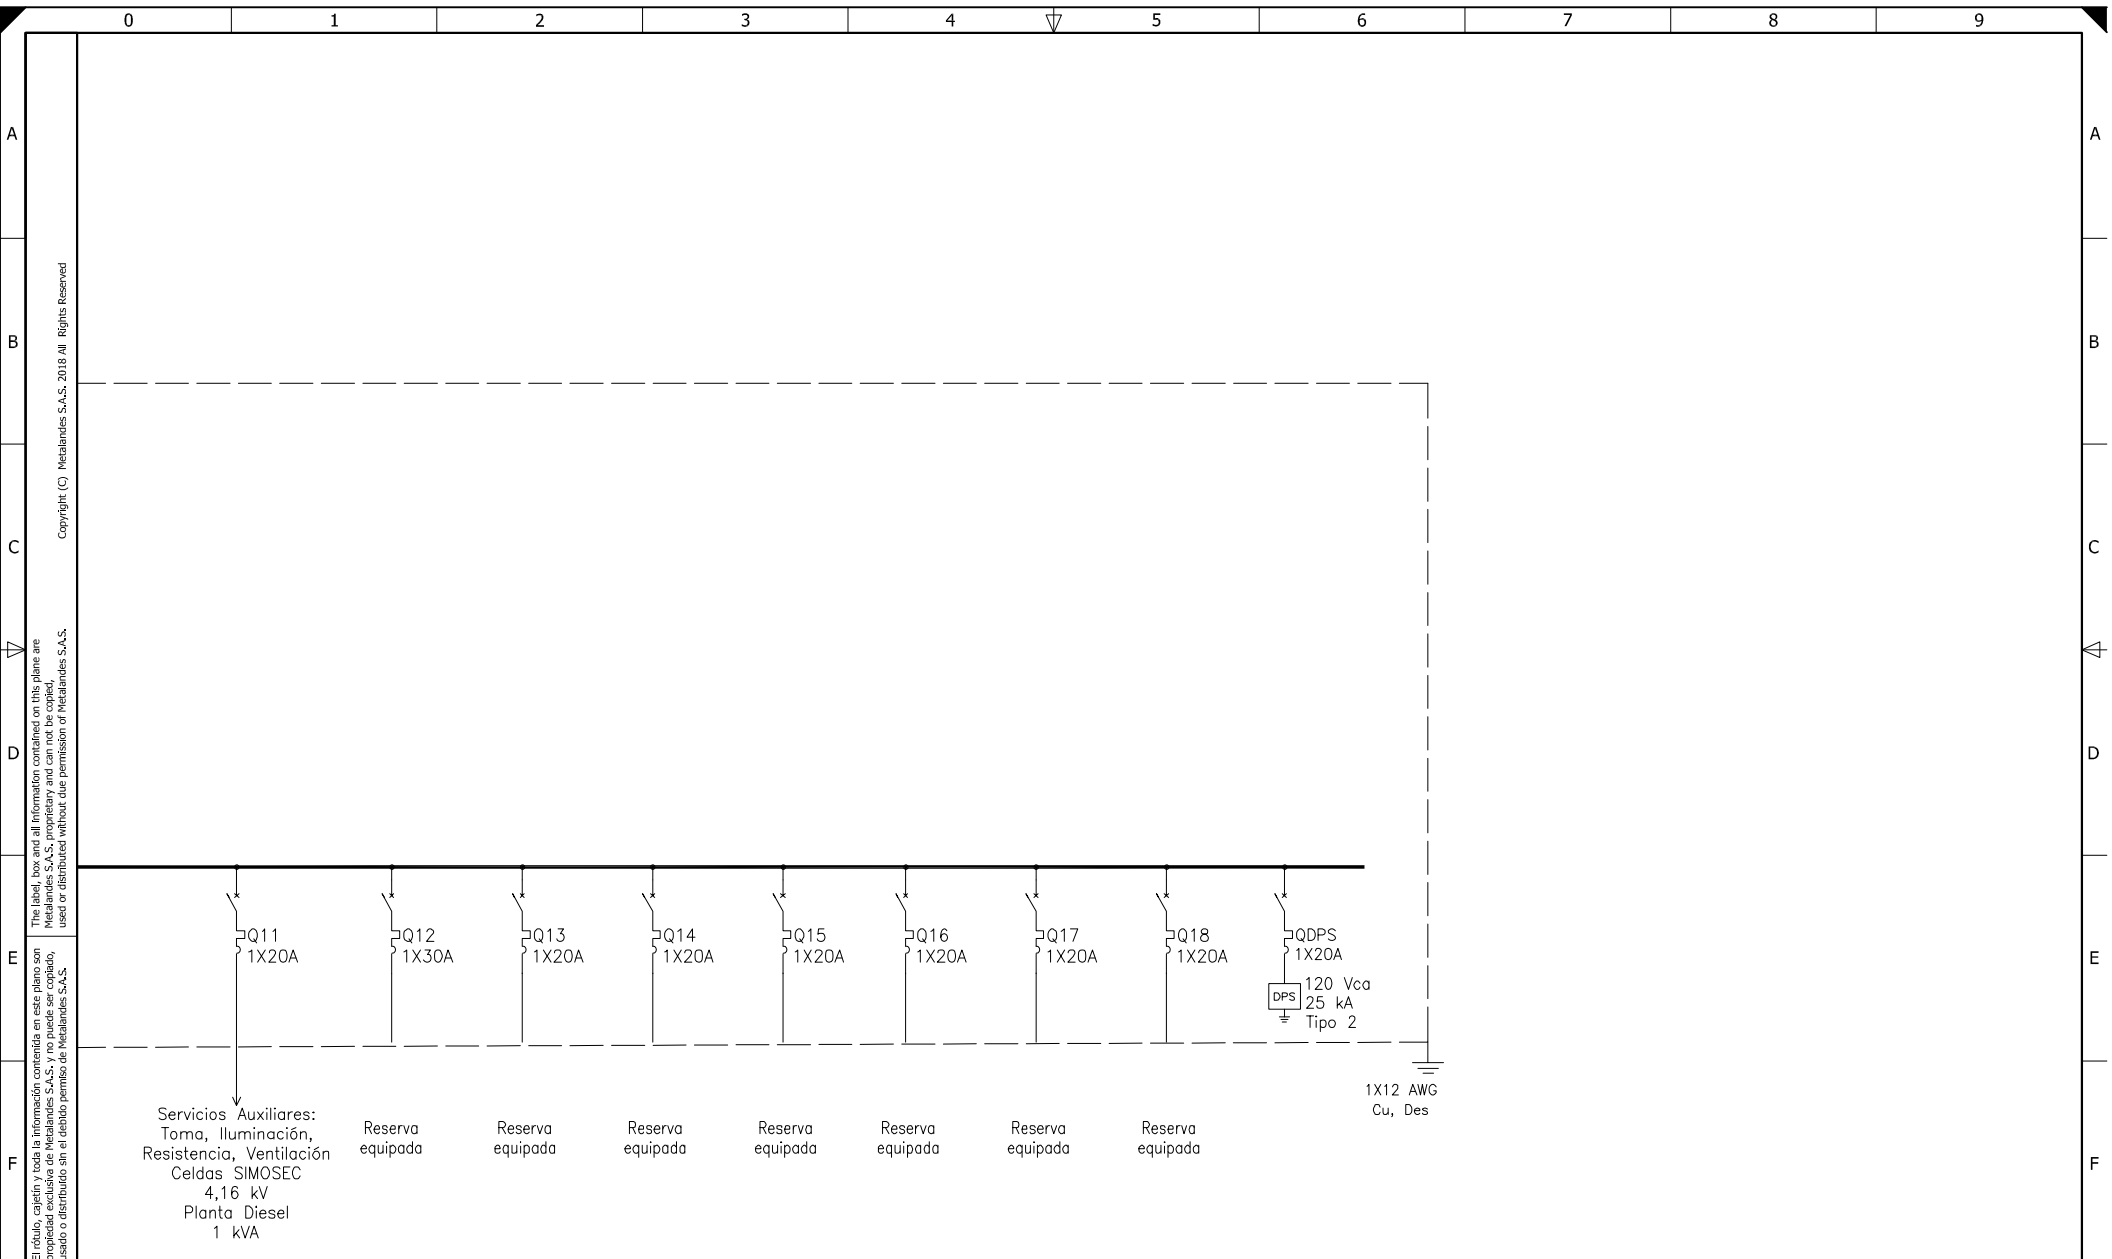 0 1 2 3 4 5 6 7 8 9
A A
B B
C C
D D
E E
F F
Copyright (C) Metalandes S.A.S. 2018 All Rights Reserved
The label, box and all information contained on this plane are
Metalandes S.A.S. proprietary and can not be copied,
used or distributed without due permission of Metalandes S.A.S.
El rótulo, cajetín y toda la información contenida en este plano son
propiedad exclusiva de Metalandes S.A.S. y no puede ser copiado,
usado o distribuido sin el debido permiso de Metalandes S.A.S.
Q11
1X20A
Q12
1X30A
Q13
1X20A
Q14
1X20A
Q15
1X20A
Q16
1X20A
Q17
1X20A
Q18
1X20A
QDPS
1X20A
DPS
120 Vca
25 kA
Tipo 2
1X12 AWG
Cu, Des
Servicios Auxiliares:
Toma, Iluminación,
Resistencia, Ventilación
Celdas SIMOSEC
4,16 kV
Planta Diesel
1 kVA
Reserva
equipada
Reserva
equipada
Reserva
equipada
Reserva
equipada
Reserva
equipada
Reserva
equipada
Reserva
equipada